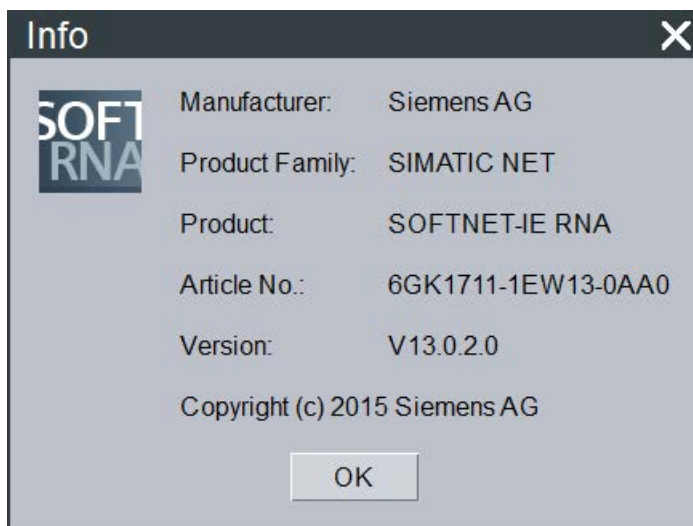 Info
SOFT
RNA
Manufacturer: Siemens AG
Product Family: SIMATIC NET
Product: SOFTNET-IE RNA
Article No.: 6GK1711-1EW13-0AA0
Version: V13.0.2.0
Copyright (c) 2015 Siemens AG
OK